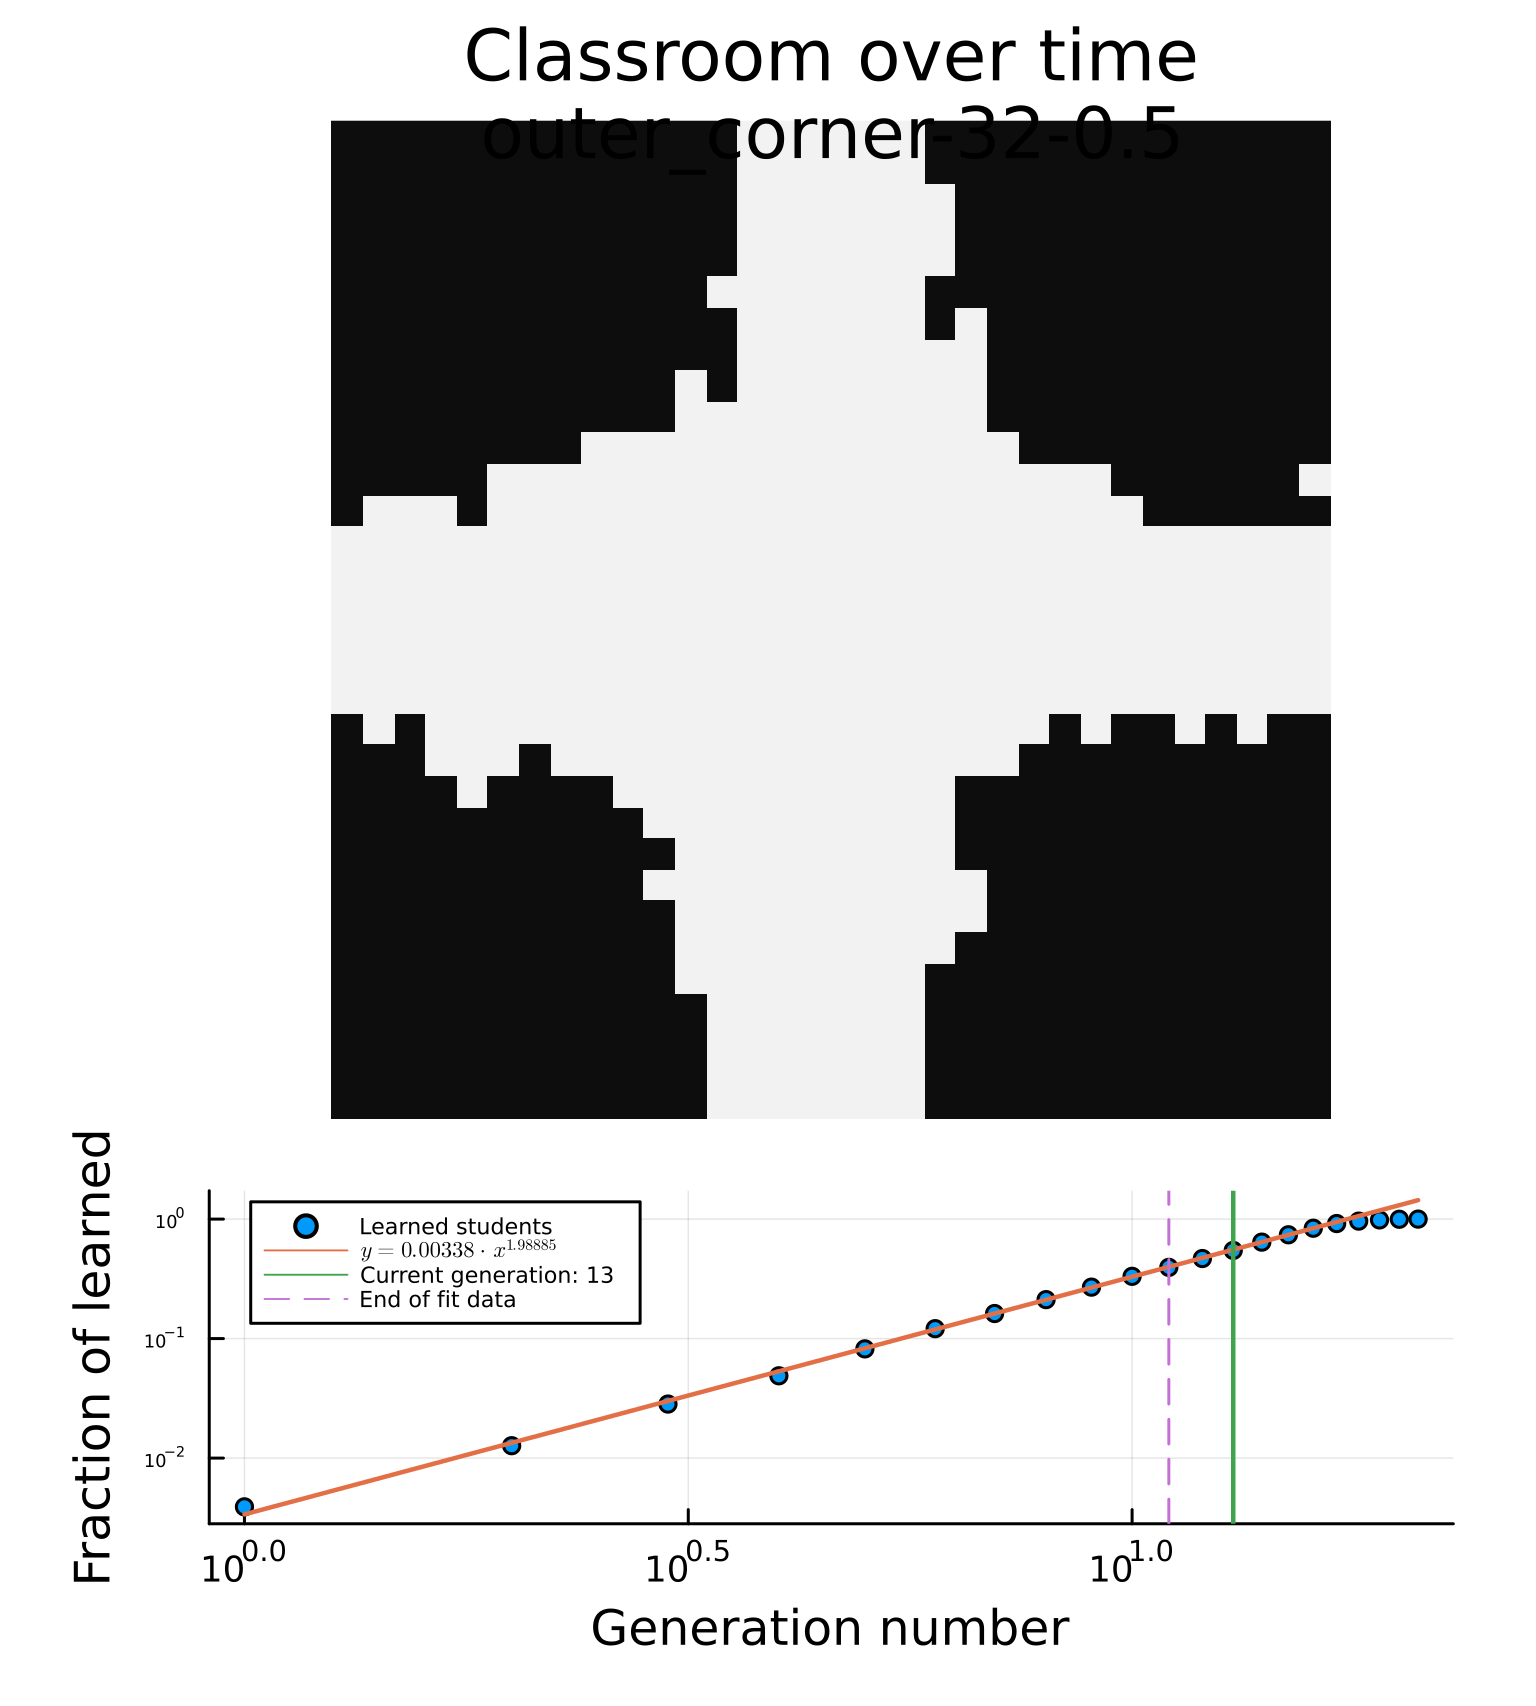 Classroom over time
outer_corner-32-0.5
Fraction of learned
10^0
10^−1
10^−2
Learned students
y = 0.00338 · x^1.98885
Current generation: 13
End of fit data
10^0.0
10^0.5
10^1.0
Generation number